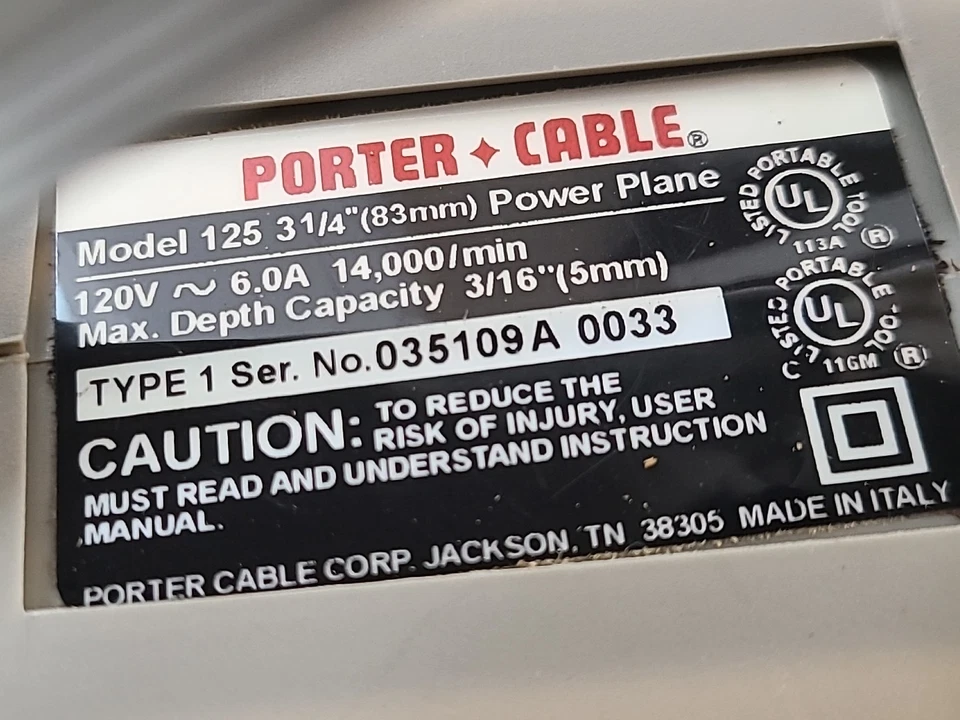 PORTER✦CABLE®
Model 125 3 1/4"(83mm) Power Plane
120V ∿ 6.0A 14,000/min
Max. Depth Capacity 3/16"(5mm)
TYPE 1 Ser. No. 035109A 0033
CAUTION: TO REDUCE THE
RISK OF INJURY, USER
MUST READ AND UNDERSTAND INSTRUCTION
MANUAL.
PORTER CABLE CORP. JACKSON, TN 38305 MADE IN ITALY
LISTED PORTABLE TOOL
UL
113A ®
LISTED PORTABLE TOOL
UL
C 116M ®